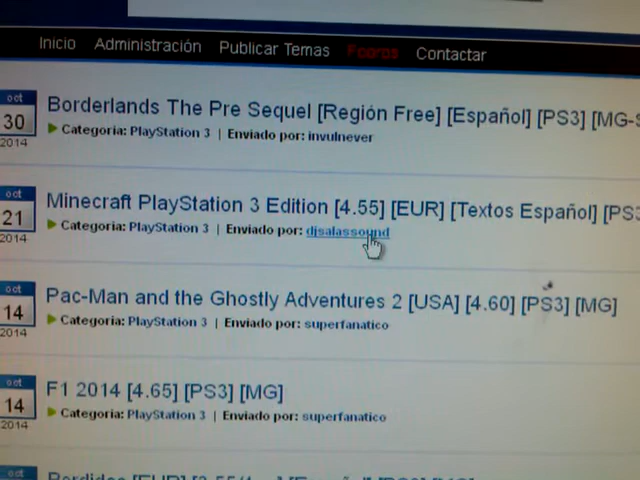 Inicio Administración Publicar Temas Fooros Contactar
oct
30
2014
Borderlands The Pre Sequel [Región Free] [Español] [PS3] [MG-S
Categoria: PlayStation 3 | Enviado por: invulnever
oct
21
2014
Minecraft PlayStation 3 Edition [4.55] [EUR] [Textos Español] [PS3
Categoria: PlayStation 3 | Enviado por: djsalassound
oct
14
2014
Pac-Man and the Ghostly Adventures 2 [USA] [4.60] [PS3] [MG]
Categoria: PlayStation 3 | Enviado por: superfanatico
oct
14
2014
F1 2014 [4.65] [PS3] [MG]
Categoria: PlayStation 3 | Enviado por: superfanatico
oct